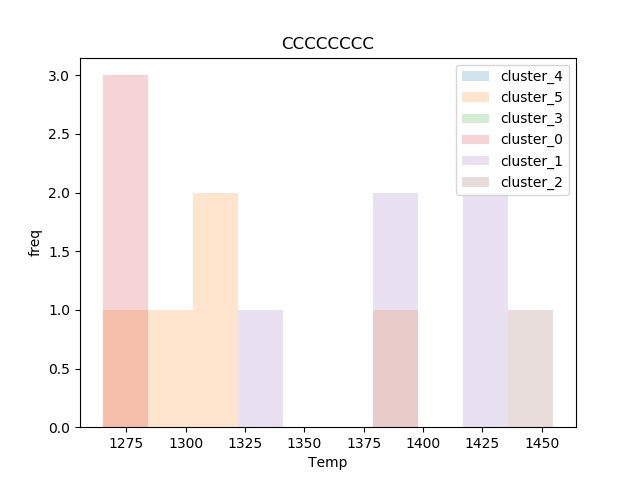 CCCCCCCC
cluster_4
cluster_5
cluster_3
cluster_0
cluster_1
cluster_2
freq
3.0
2.5
2.0
1.5
1.0
0.5
0.0
1275 1300 1325 1350 1375 1400 1425 1450
Temp